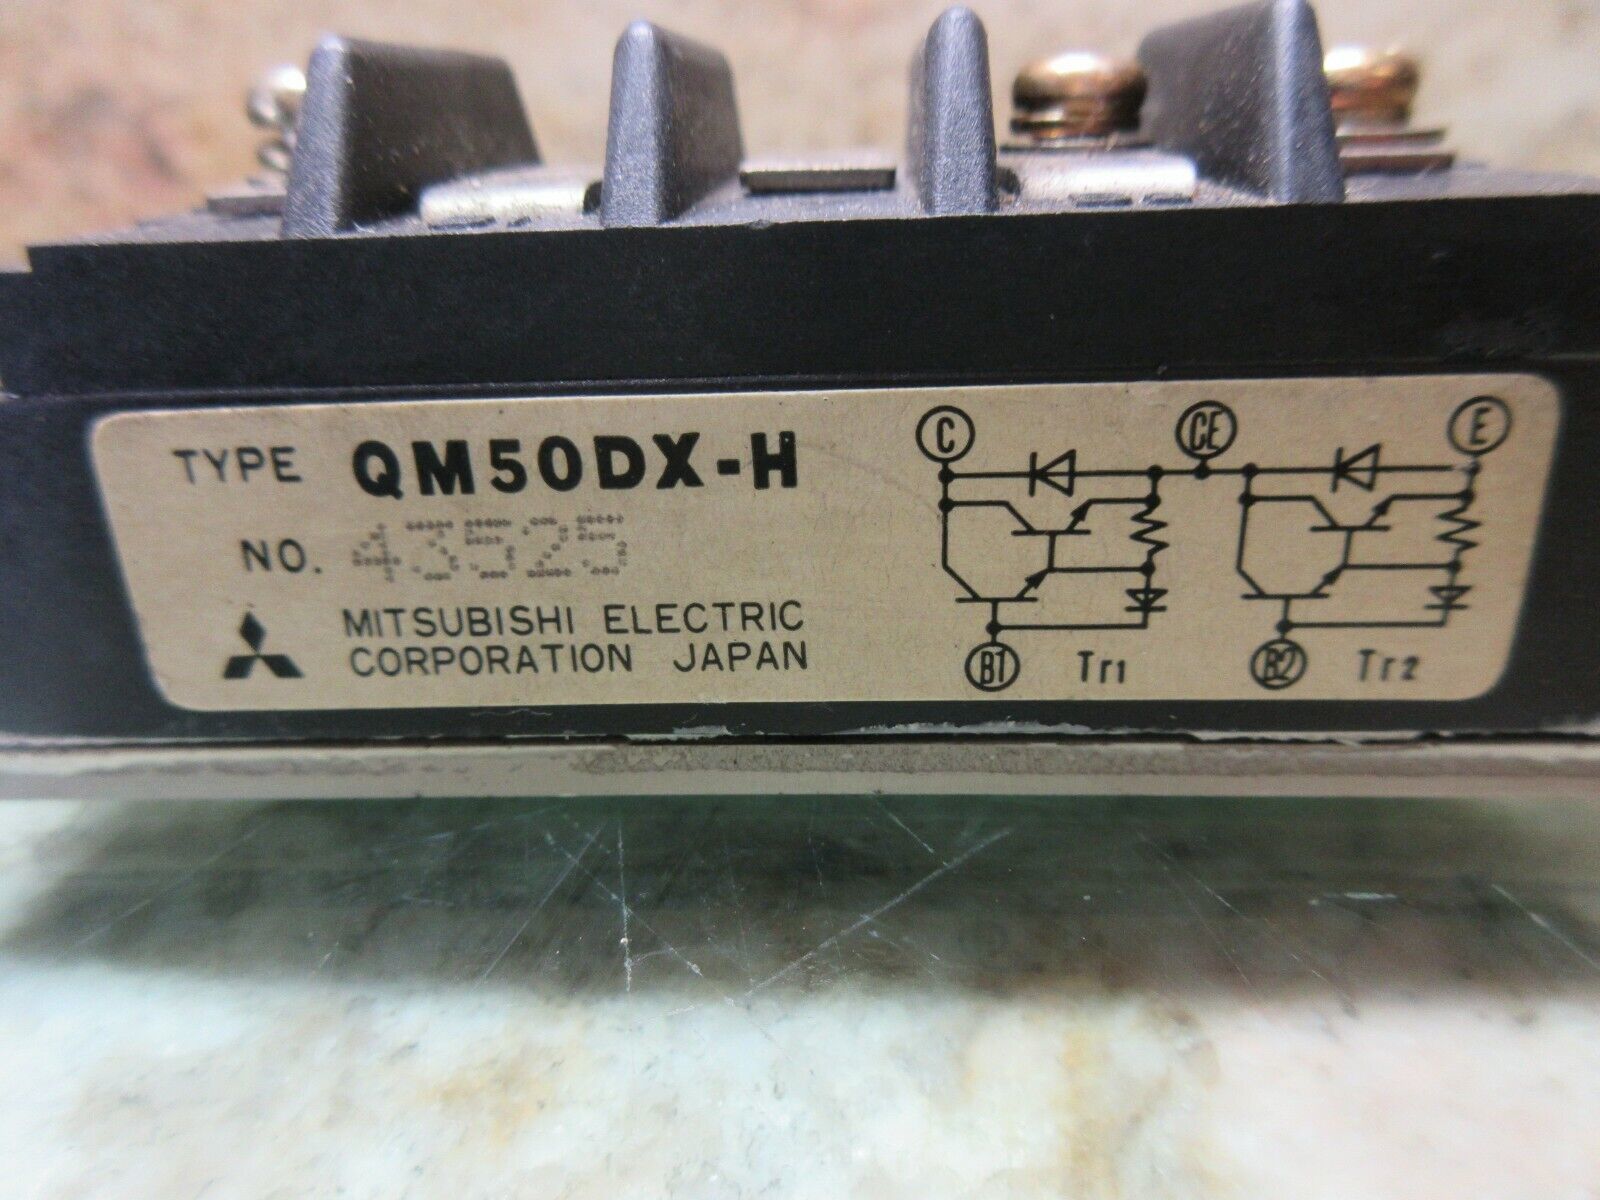 TYPE QM50DX-H
NO. 43525
MITSUBISHI ELECTRIC
CORPORATION JAPAN
C CE E
B1 Tr1 B2 Tr2